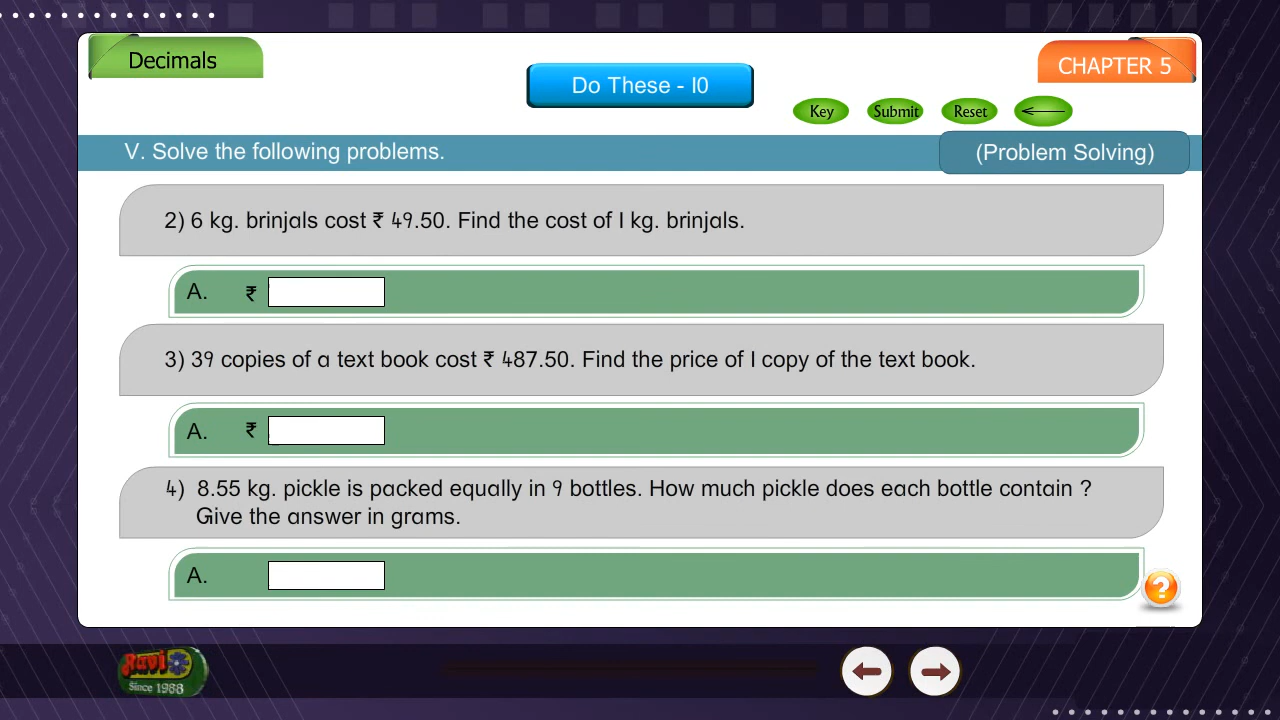 Decimals
CHAPTER 5
Do These - 10
Key Submit Reset
V. Solve the following problems. (Problem Solving)
2) 6 kg. brinjals cost ₹ 49.50. Find the cost of 1 kg. brinjals.
A. ₹
3) 39 copies of a text book cost ₹ 487.50. Find the price of 1 copy of the text book.
A. ₹
4) 8.55 kg. pickle is packed equally in 9 bottles. How much pickle does each bottle contain ?
Give the answer in grams.
A.
?
Ravi
Since 1988